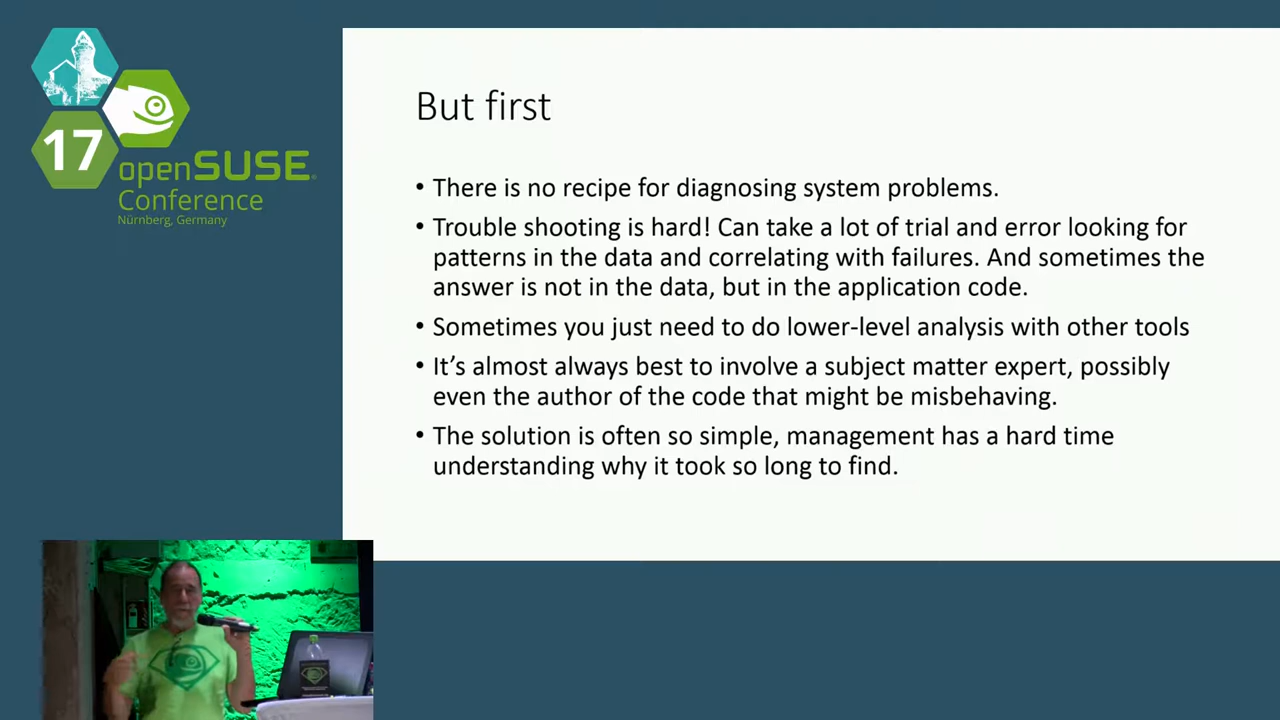 17
openSUSE
Conference
Nürnberg, Germany
But first
• There is no recipe for diagnosing system problems.
• Trouble shooting is hard! Can take a lot of trial and error looking for
patterns in the data and correlating with failures. And sometimes the
answer is not in the data, but in the application code.
• Sometimes you just need to do lower-level analysis with other tools
• It’s almost always best to involve a subject matter expert, possibly
even the author of the code that might be misbehaving.
• The solution is often so simple, management has a hard time
understanding why it took so long to find.